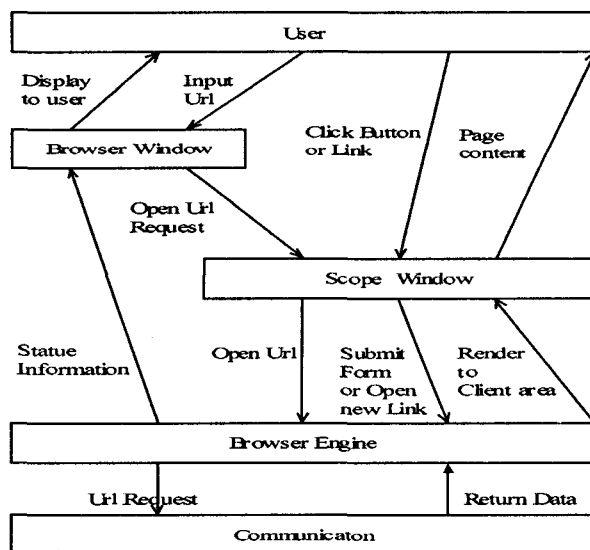 User
Display
to user
Input
Url
Click Button
or Link
Page
content
Browser Window
Open Url
Request
Scope Window
Statue
Information
Open Url
Submit
Form
or Open
new Link
Render
to
Client area
Browser Engine
Url Request
Return Data
Communicaton